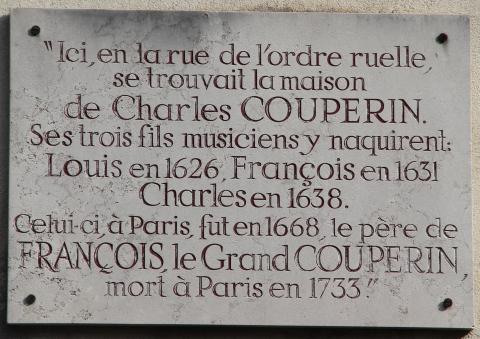 "Ici, en la rue de l'ordre ruelle,
se trouvait la maison
de Charles COUPERIN.
Ses trois fils musiciens y naquirent:
Louis en 1626, François en 1631
Charles en 1638.
Celui-ci à Paris, fut en 1668, le père de
FRANÇOIS, le Grand COUPERIN,
mort à Paris en 1733."